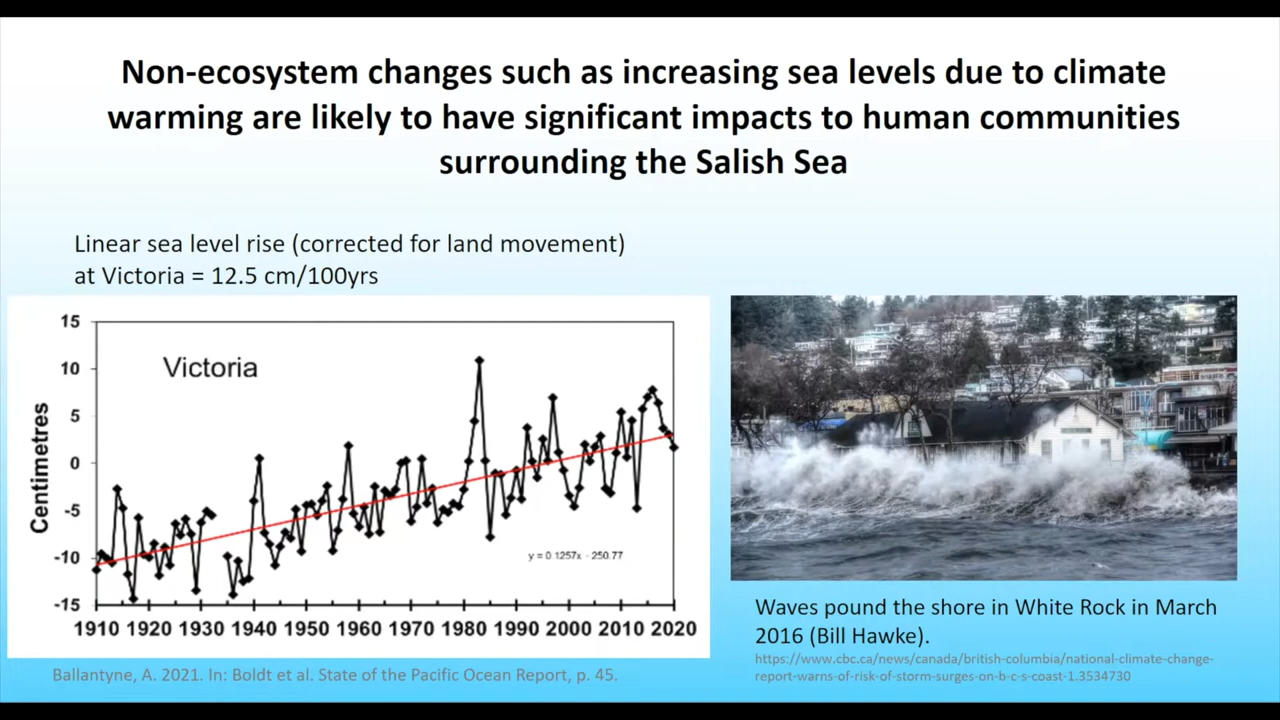 Non-ecosystem changes such as increasing sea levels due to climate
warming are likely to have significant impacts to human communities
surrounding the Salish Sea
Linear sea level rise (corrected for land movement)
at Victoria = 12.5 cm/100yrs
Victoria
Centimetres
15
10
5
0
-5
-10
-15
y = 0.1257x - 250.77
1910 1920 1930 1940 1950 1960 1970 1980 1990 2000 2010 2020
Ballantyne, A. 2021. In: Boldt et al. State of the Pacific Ocean Report, p. 45.
Waves pound the shore in White Rock in March
2016 (Bill Hawke).
https://www.cbc.ca/news/canada/british-columbia/national-climate-change-
report-warns-of-risk-of-storm-surges-on-b-c-s-coast-1.3534730